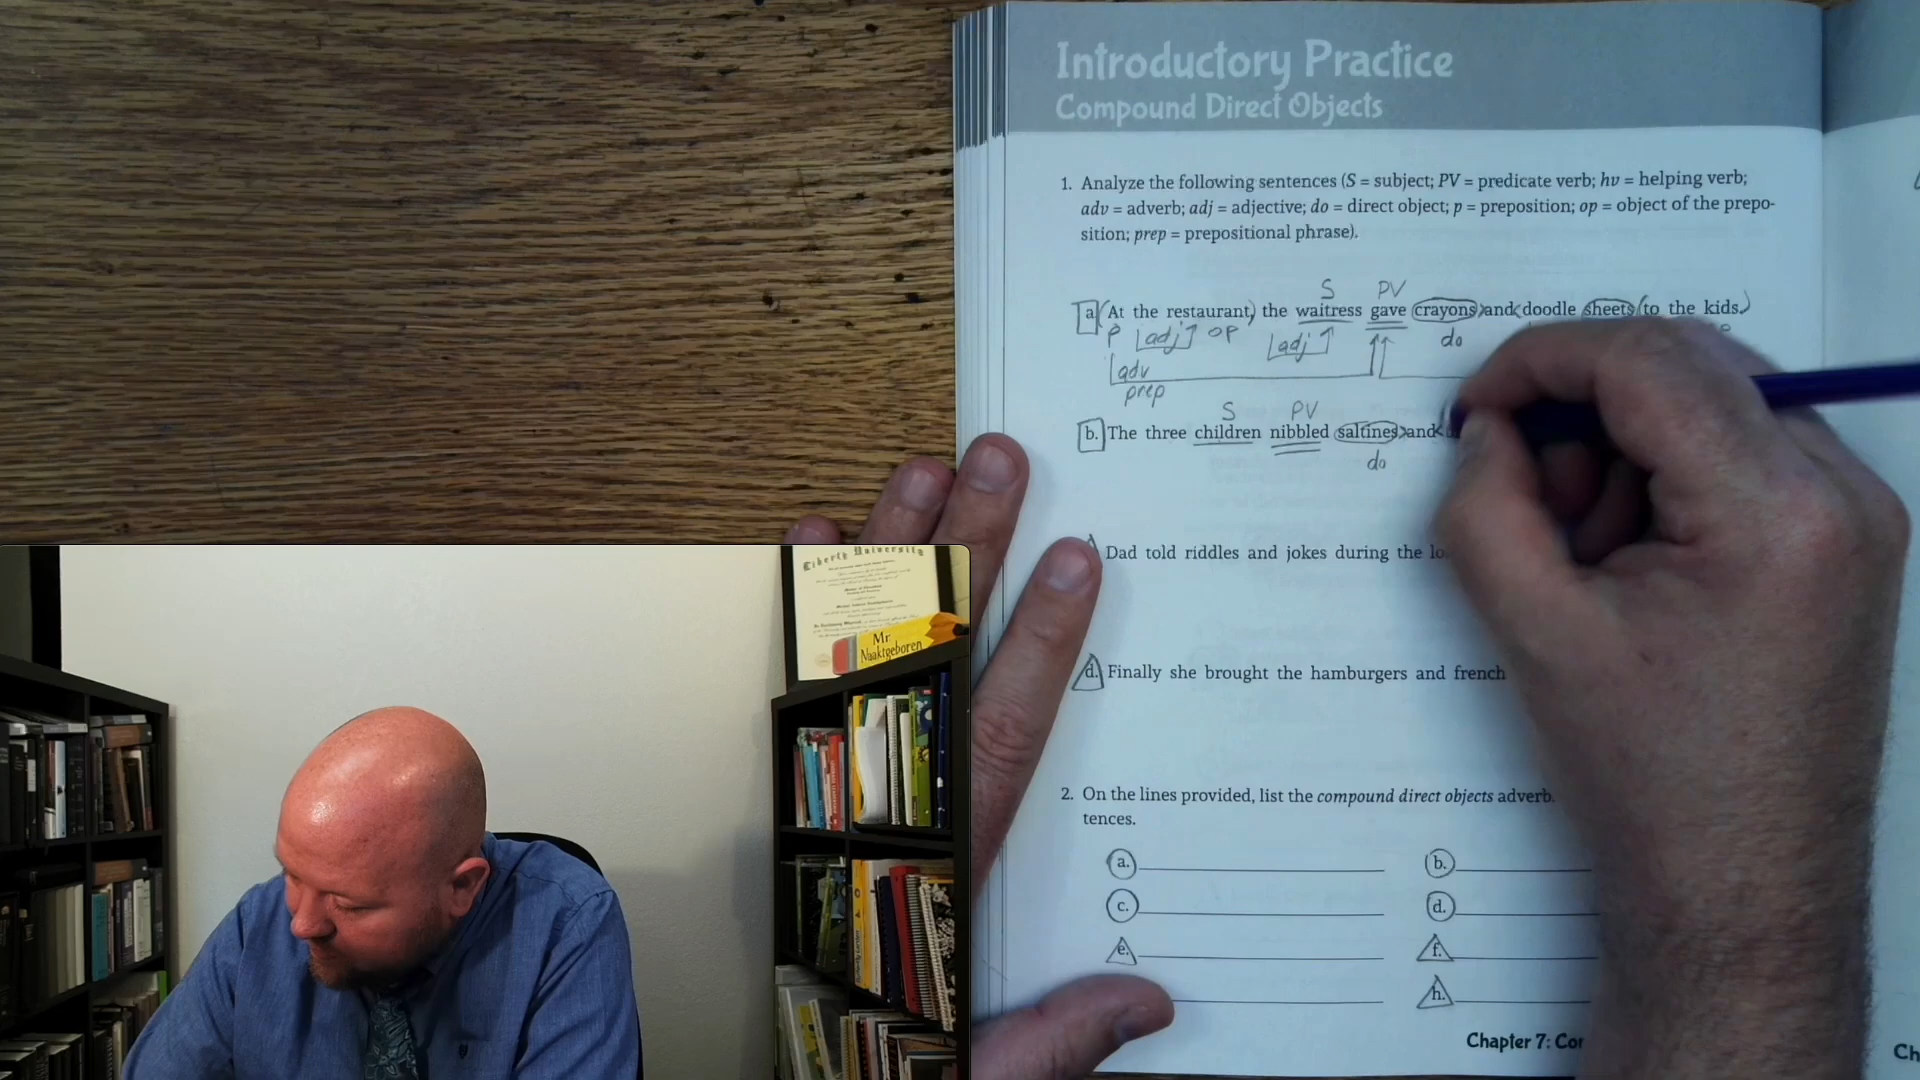 Introductory Practice
Compound Direct Objects
1. Analyze the following sentences (S = subject; PV = predicate verb; hv = helping verb;
adv = adverb; adj = adjective; do = direct object; p = preposition; op = object of the prepo-
sition; prep = prepositional phrase).
S PV
a. (At the restaurant,) the waitress gave crayons and doodle sheets (to the kids.)
p adj op adj do
adv
prep
S PV
b. The three children nibbled saltines and
do
Dad told riddles and jokes during the
d. Finally she brought the hamburgers and french
2. On the lines provided, list the compound direct objects adverb
tences.
a. b.
c. d.
e. f.
h.
Chapter 7:
Ch
Liberty University
Mr.
Naaktgeboren